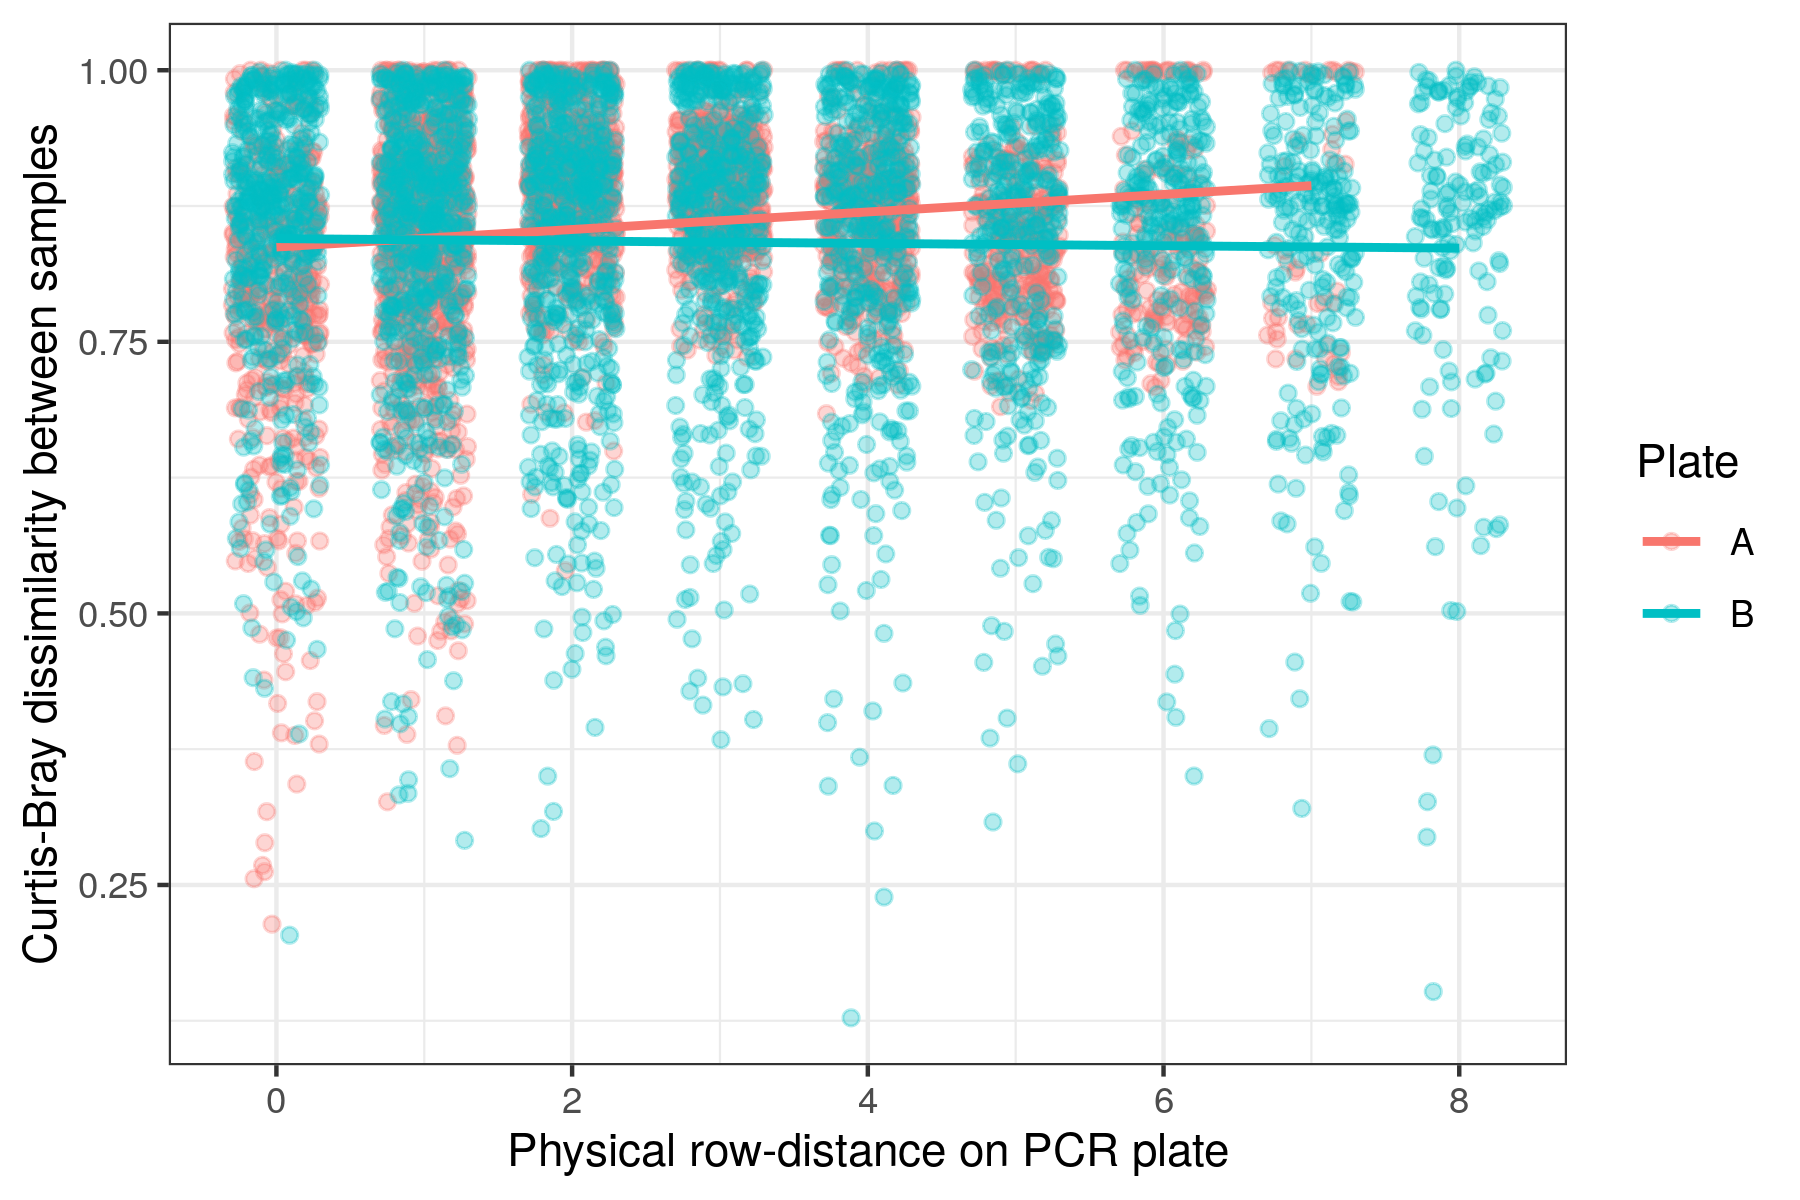 Curtis-Bray dissimilarity between samples
1.00
0.75
0.50
0.25
0 2 4 6 8
Physical row-distance on PCR plate
Plate
A
B